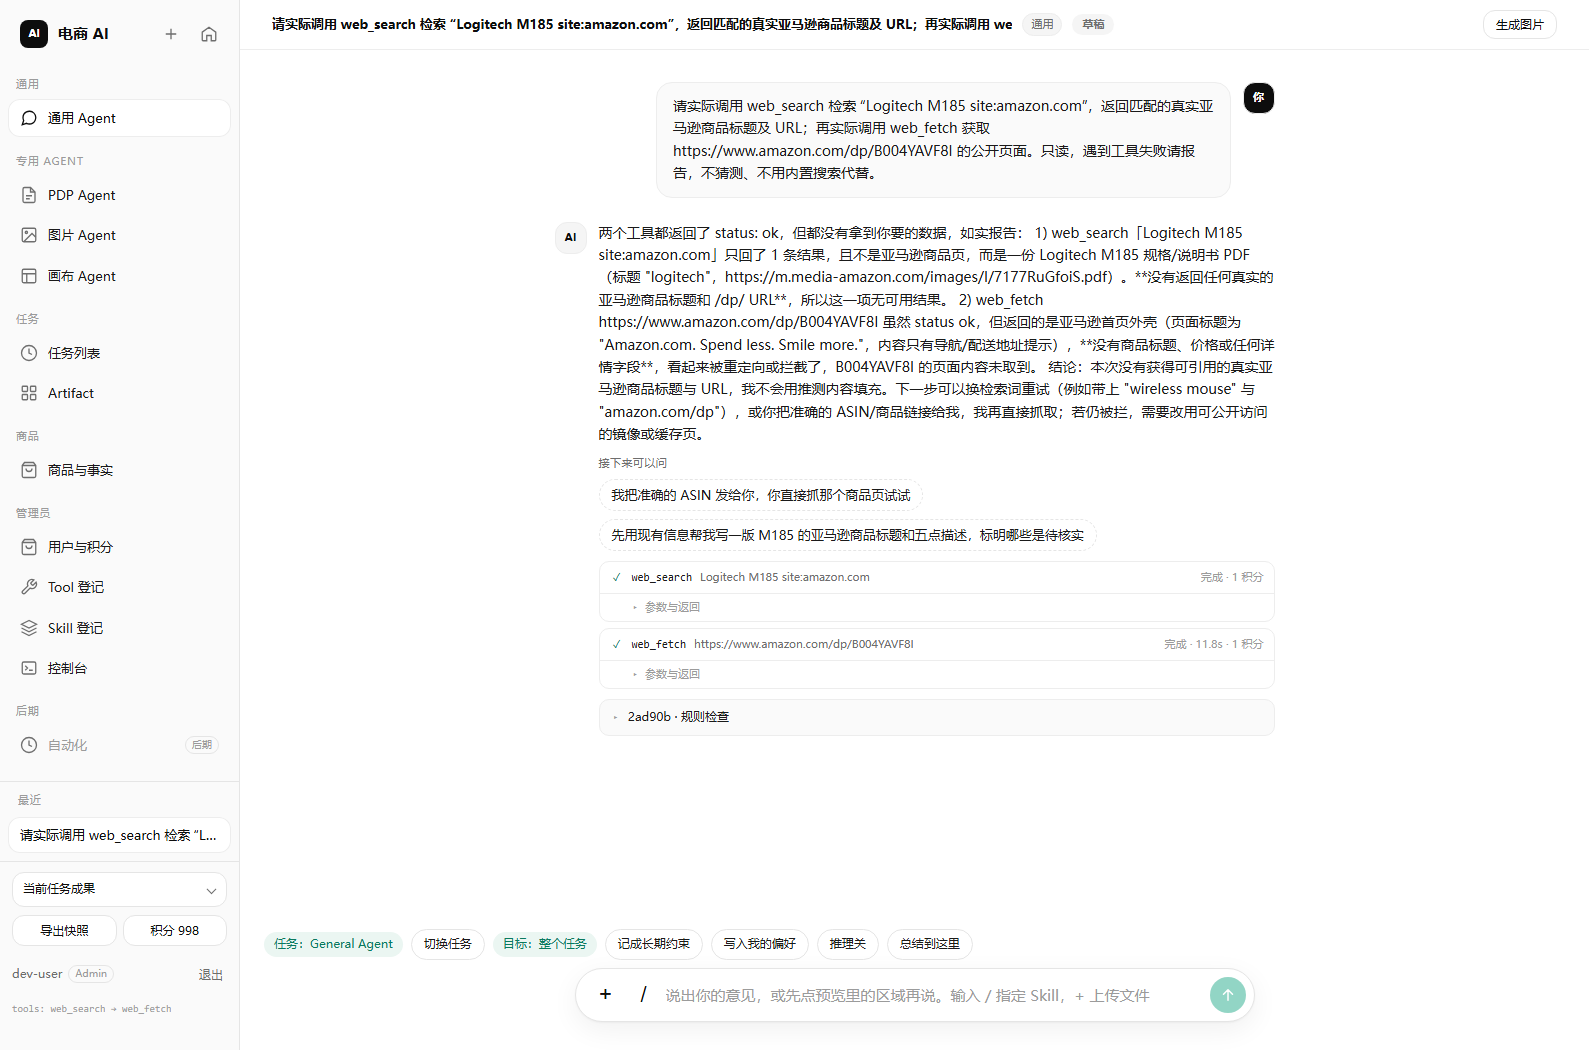 AI 电商 AI
通用
通用 Agent
专用 AGENT
PDP Agent
图片 Agent
画布 Agent
任务
任务列表
Artifact
商品
商品与事实
管理员
用户与积分
Tool 登记
Skill 登记
控制台
后期
自动化 后期
最近
请实际调用 web_search 检索 “L...
当前任务成果
导出快照 积分 998
dev-user Admin 退出
tools: web_search → web_fetch
请实际调用 web_search 检索 “Logitech M185 site:amazon.com”，返回匹配的真实亚马逊商品标题及 URL；再实际调用 we 通用 草稿 生成图片
请实际调用 web_search 检索 “Logitech M185 site:amazon.com”，返回匹配的真实亚
马逊商品标题及 URL；再实际调用 web_fetch 获取
https://www.amazon.com/dp/B004YAVF8I 的公开页面。只读，遇到工具失败请报
告，不猜测、不用内置搜索代替。
你
AI
两个工具都返回了 status: ok，但都没有拿到你要的数据，如实报告： 1) web_search「Logitech M185
site:amazon.com」只回了 1 条结果，且不是亚马逊商品页，而是一份 Logitech M185 规格/说明书 PDF
（标题 "logitech"，https://m.media-amazon.com/images/I/7177RuGfoiS.pdf）。**没有返回任何真实的
亚马逊商品标题和 /dp/ URL**，所以这一项无可用结果。 2) web_fetch
https://www.amazon.com/dp/B004YAVF8I 虽然 status ok，但返回的是亚马逊首页外壳（页面标题为
"Amazon.com. Spend less. Smile more."，内容只有导航/配送地址提示），**没有商品标题、价格或任何详
情字段**，看起来被重定向或拦截了，B004YAVF8I 的页面内容未取到。 结论：本次没有获得可引用的真实亚
马逊商品标题与 URL，我不会用推测内容填充。下一步可以换检索词重试（例如带上 "wireless mouse" 与
"amazon.com/dp"），或你把准确的 ASIN/商品链接给我，我再直接抓取；若仍被拦，需要改用可公开访问
的镜像或缓存页。
接下来可以问
我把准确的 ASIN 发给你，你直接抓那个商品页试试
先用现有信息帮我写一版 M185 的亚马逊商品标题和五点描述，标明哪些是待核实
✓ web_search Logitech M185 site:amazon.com 完成 · 1 积分
参数与返回
✓ web_fetch https://www.amazon.com/dp/B004YAVF8I 完成 · 11.8s · 1 积分
参数与返回
2ad90b · 规则检查
任务：General Agent 切换任务 目标：整个任务 记成长期约束 写入我的偏好 推理关 总结到这里
+ / 说出你的意见，或先点预览里的区域再说。输入 / 指定 Skill，+ 上传文件